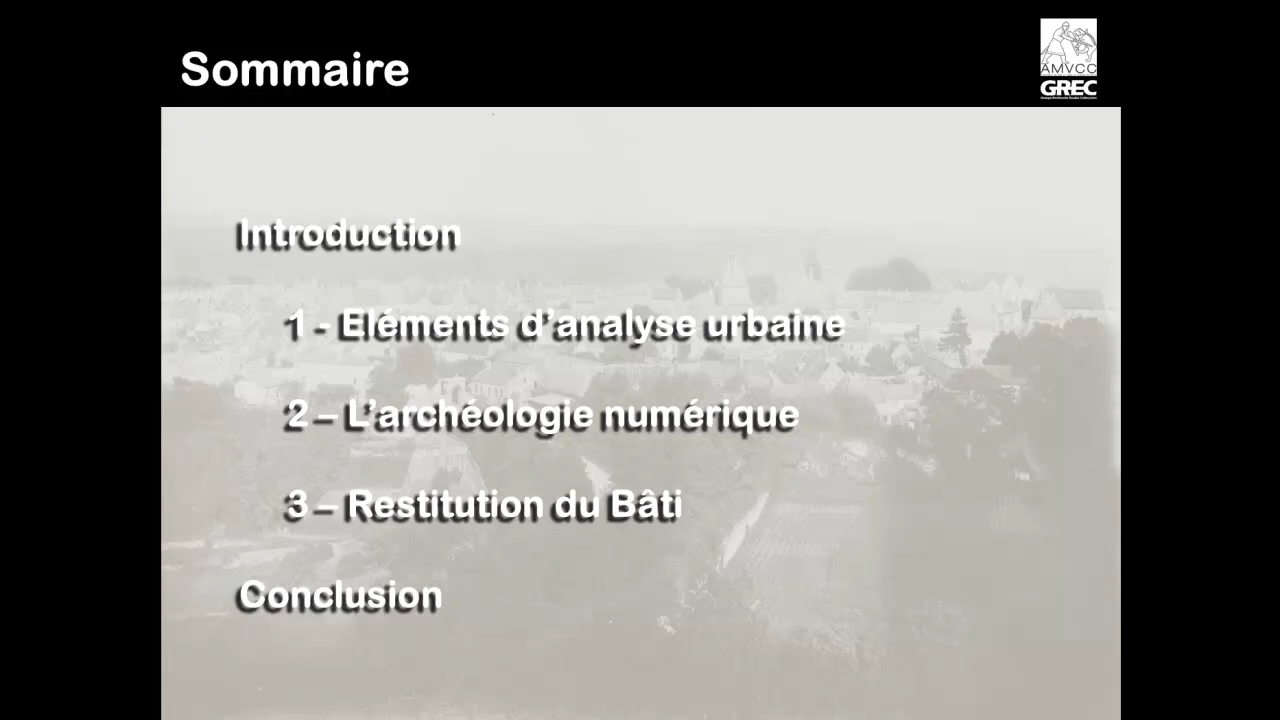 Sommaire
AMVCC
GREC
Introduction
1 - Eléments d'analyse urbaine
2 – L'archéologie numérique
3 – Restitution du Bâti
Conclusion